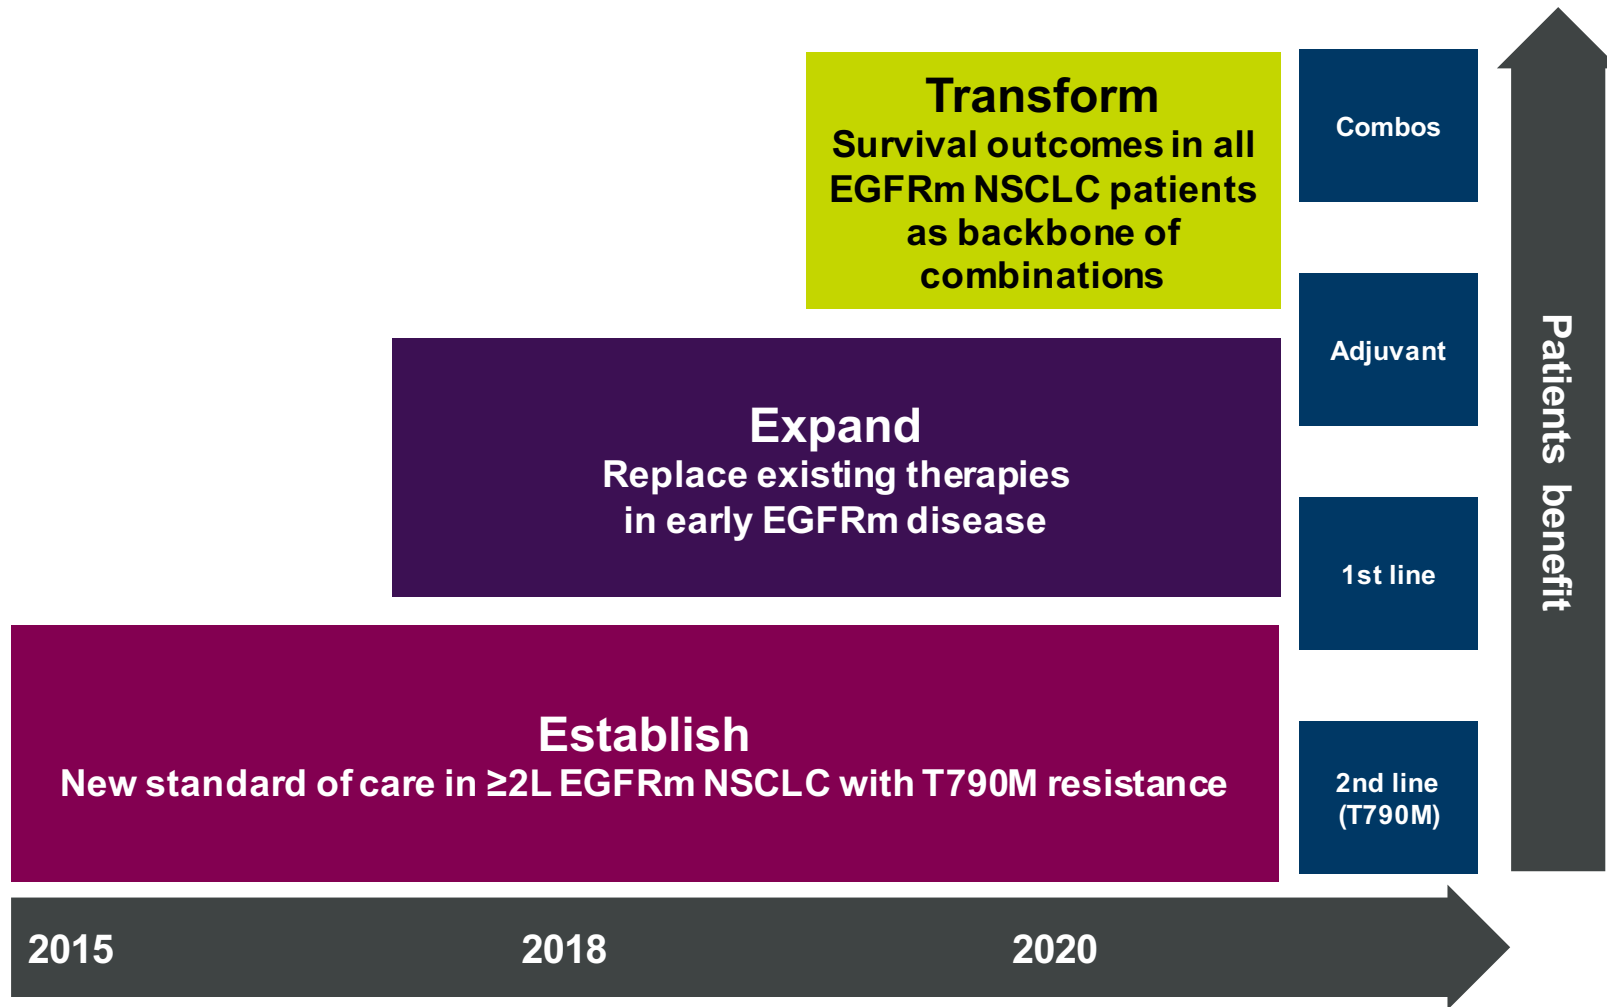 Transform
Survival outcomes in all
EGFRm NSCLC patients
as backbone of
combinations
Expand
Replace existing therapies
in early EGFRm disease
Establish
New standard of care in ≥2L EGFRm NSCLC with T790M resistance
Combos
Adjuvant
1st line
2nd line
(T790M)
Patients benefit
2015
2018
2020